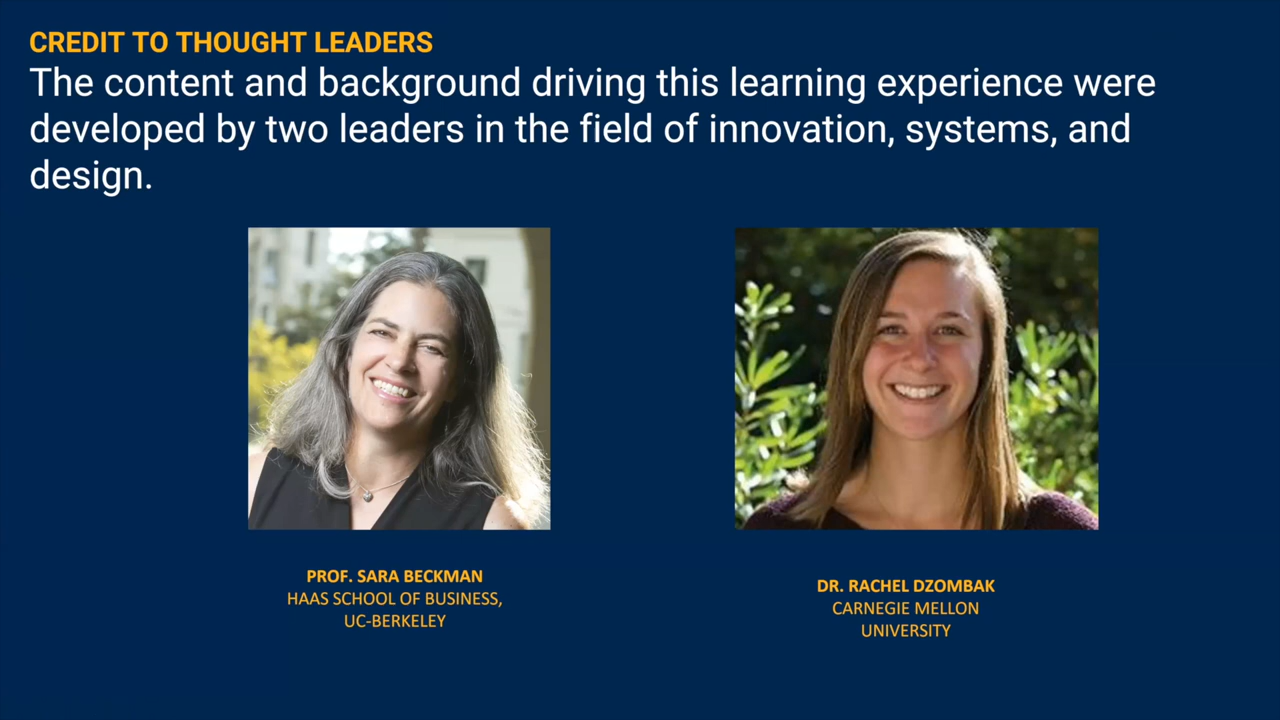 CREDIT TO THOUGHT LEADERS
The content and background driving this learning experience were
developed by two leaders in the field of innovation, systems, and
design.
PROF. SARA BECKMAN
HAAS SCHOOL OF BUSINESS,
UC-BERKELEY
DR. RACHEL DZOMBAK
CARNEGIE MELLON
UNIVERSITY